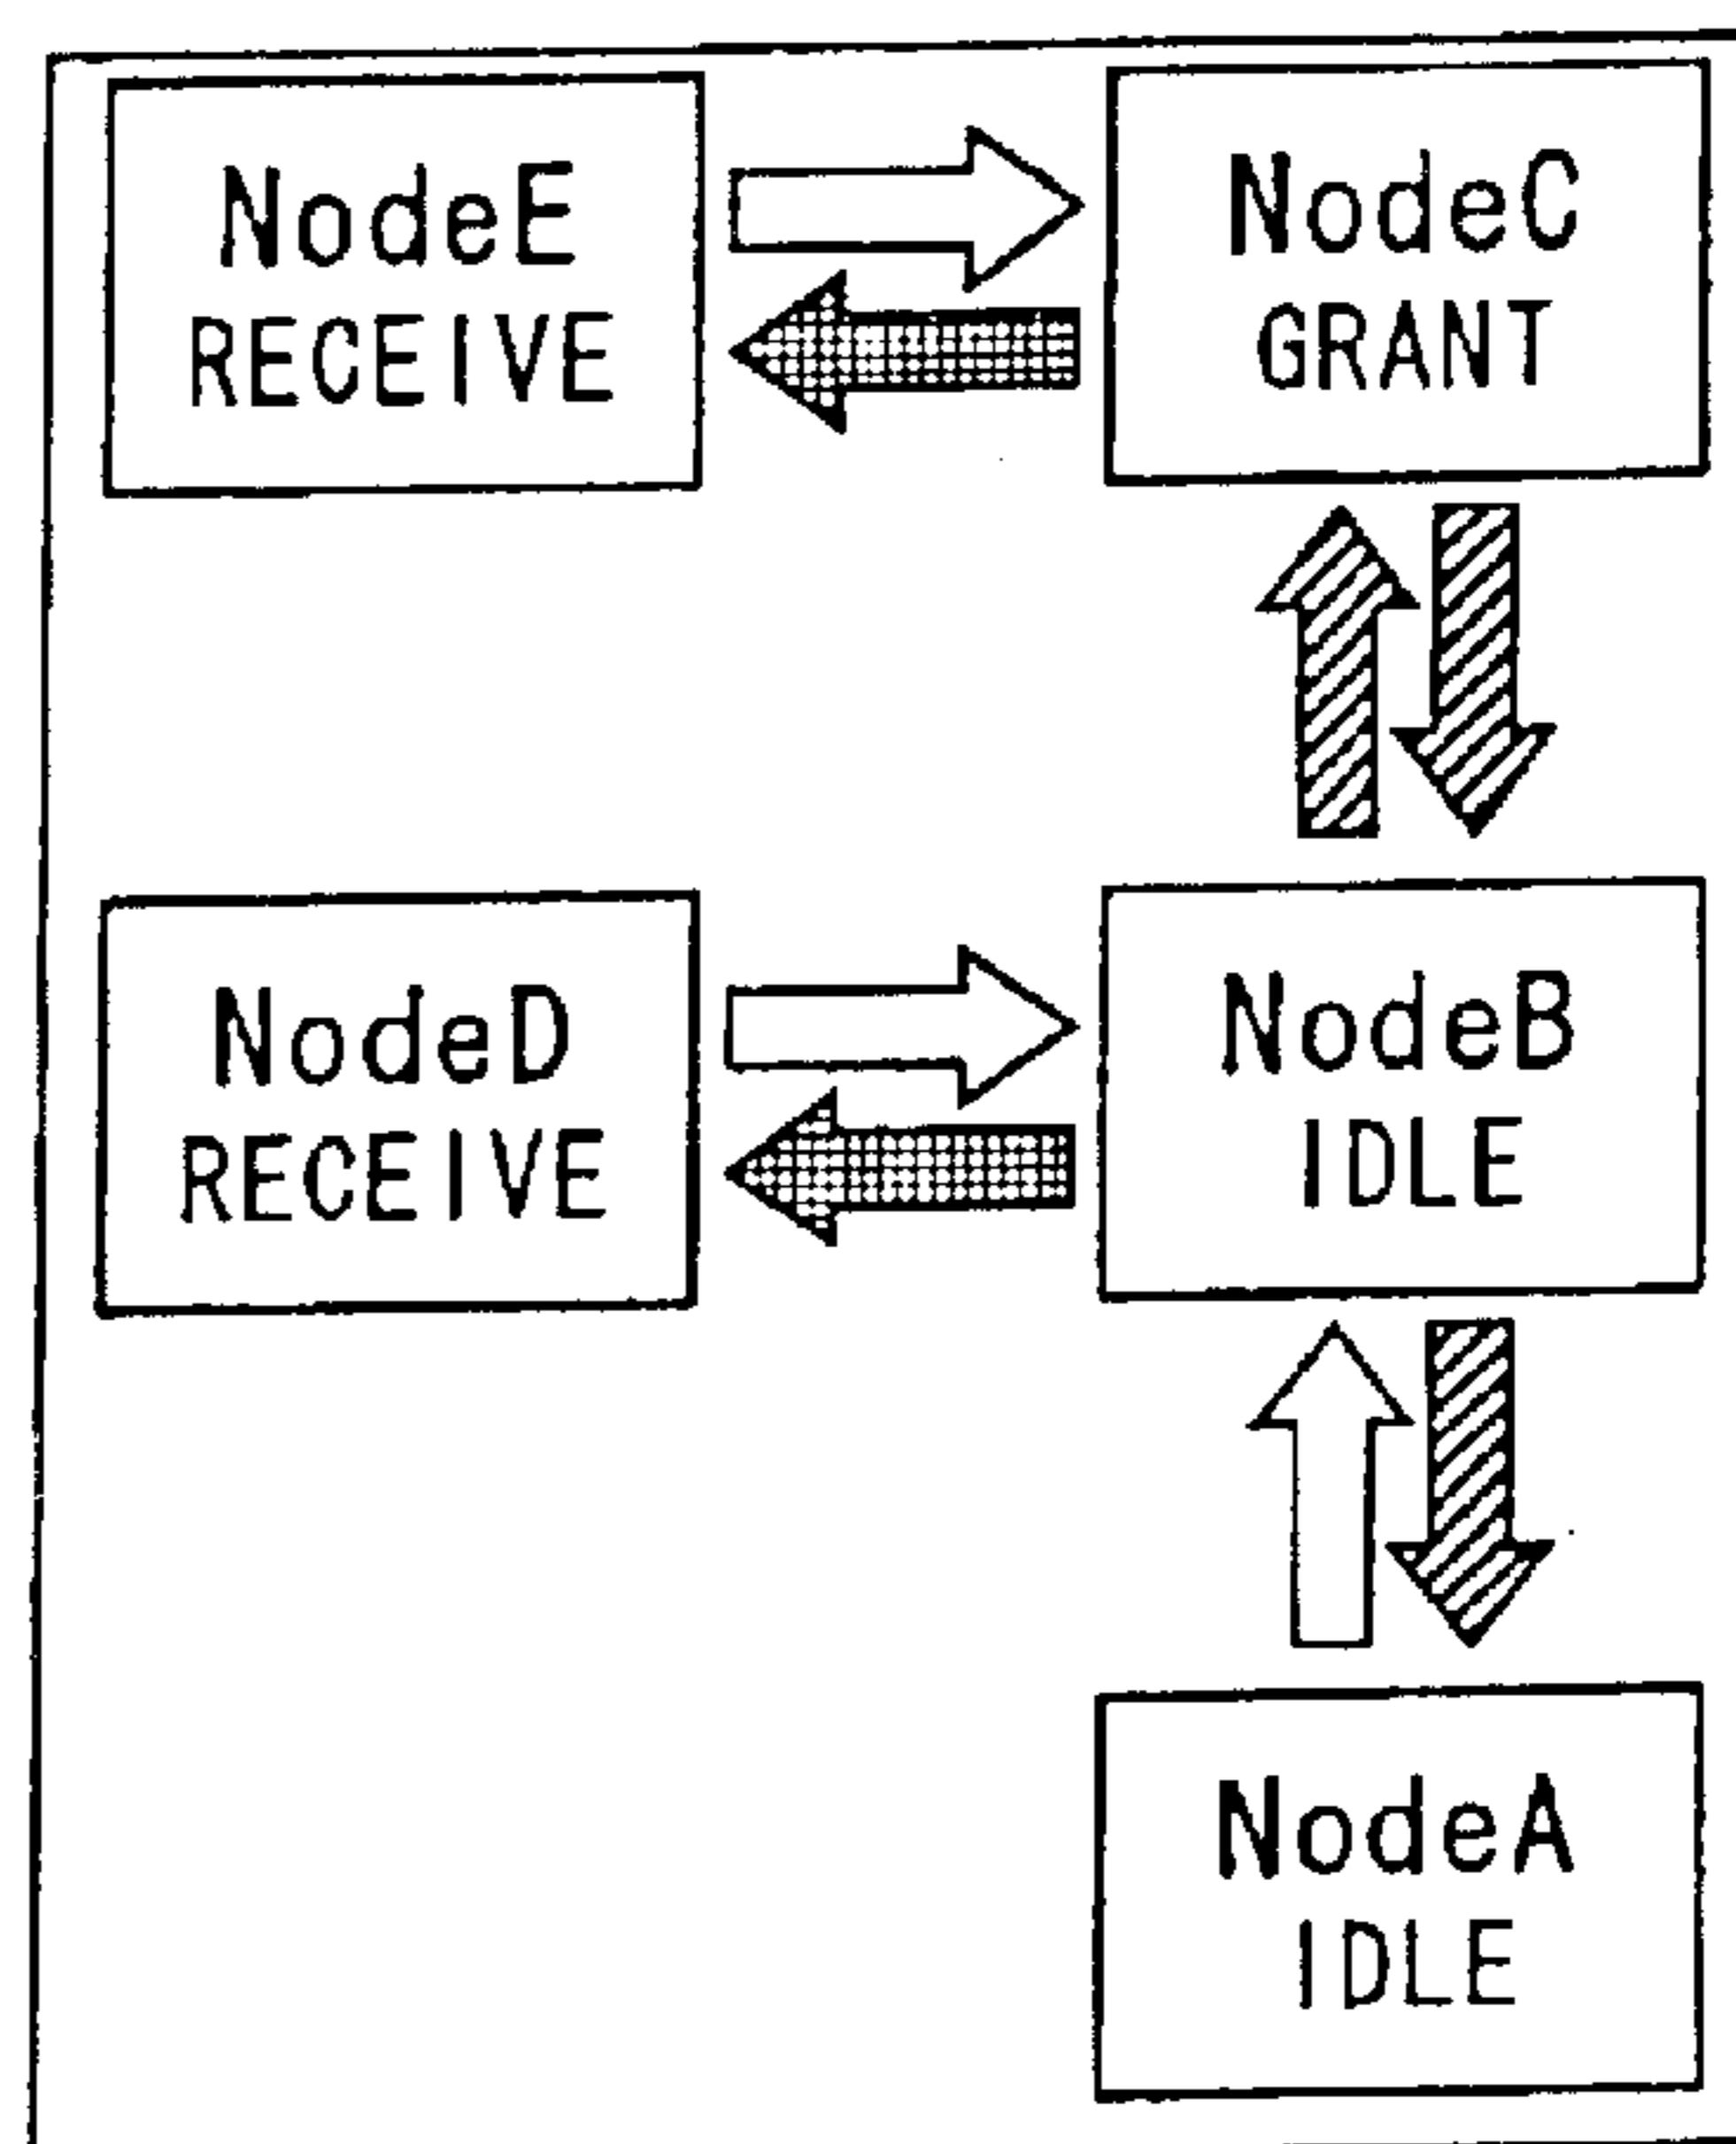 NodeE
RECEIVE
NodeC
GRANT
NodeD
RECEIVE
NodeB
IDLE
NodeA
IDLE